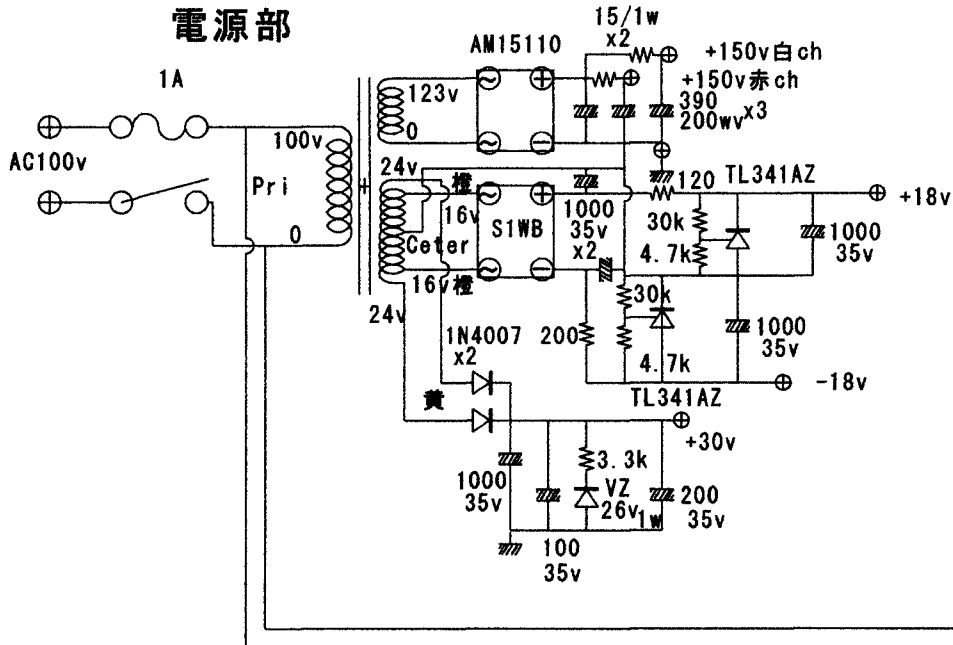 電源部
1A
AC100v
100v
Pri
0
123v
0
AM15110
15/1w
x2
+150v白ch
+150v赤ch
390
200wv
x3
24v
橙
16v
Ceter
16v橙
24v
S1WB
1000
35v
x2
120
TL341AZ
+18v
30k
4.7k
1000
35v
30k
4.7k
200
1000
35v
-18v
TL341AZ
1N4007
x2
黄
+30v
1000
35v
3.3k
VZ
26v
1w
200
35v
100
35v